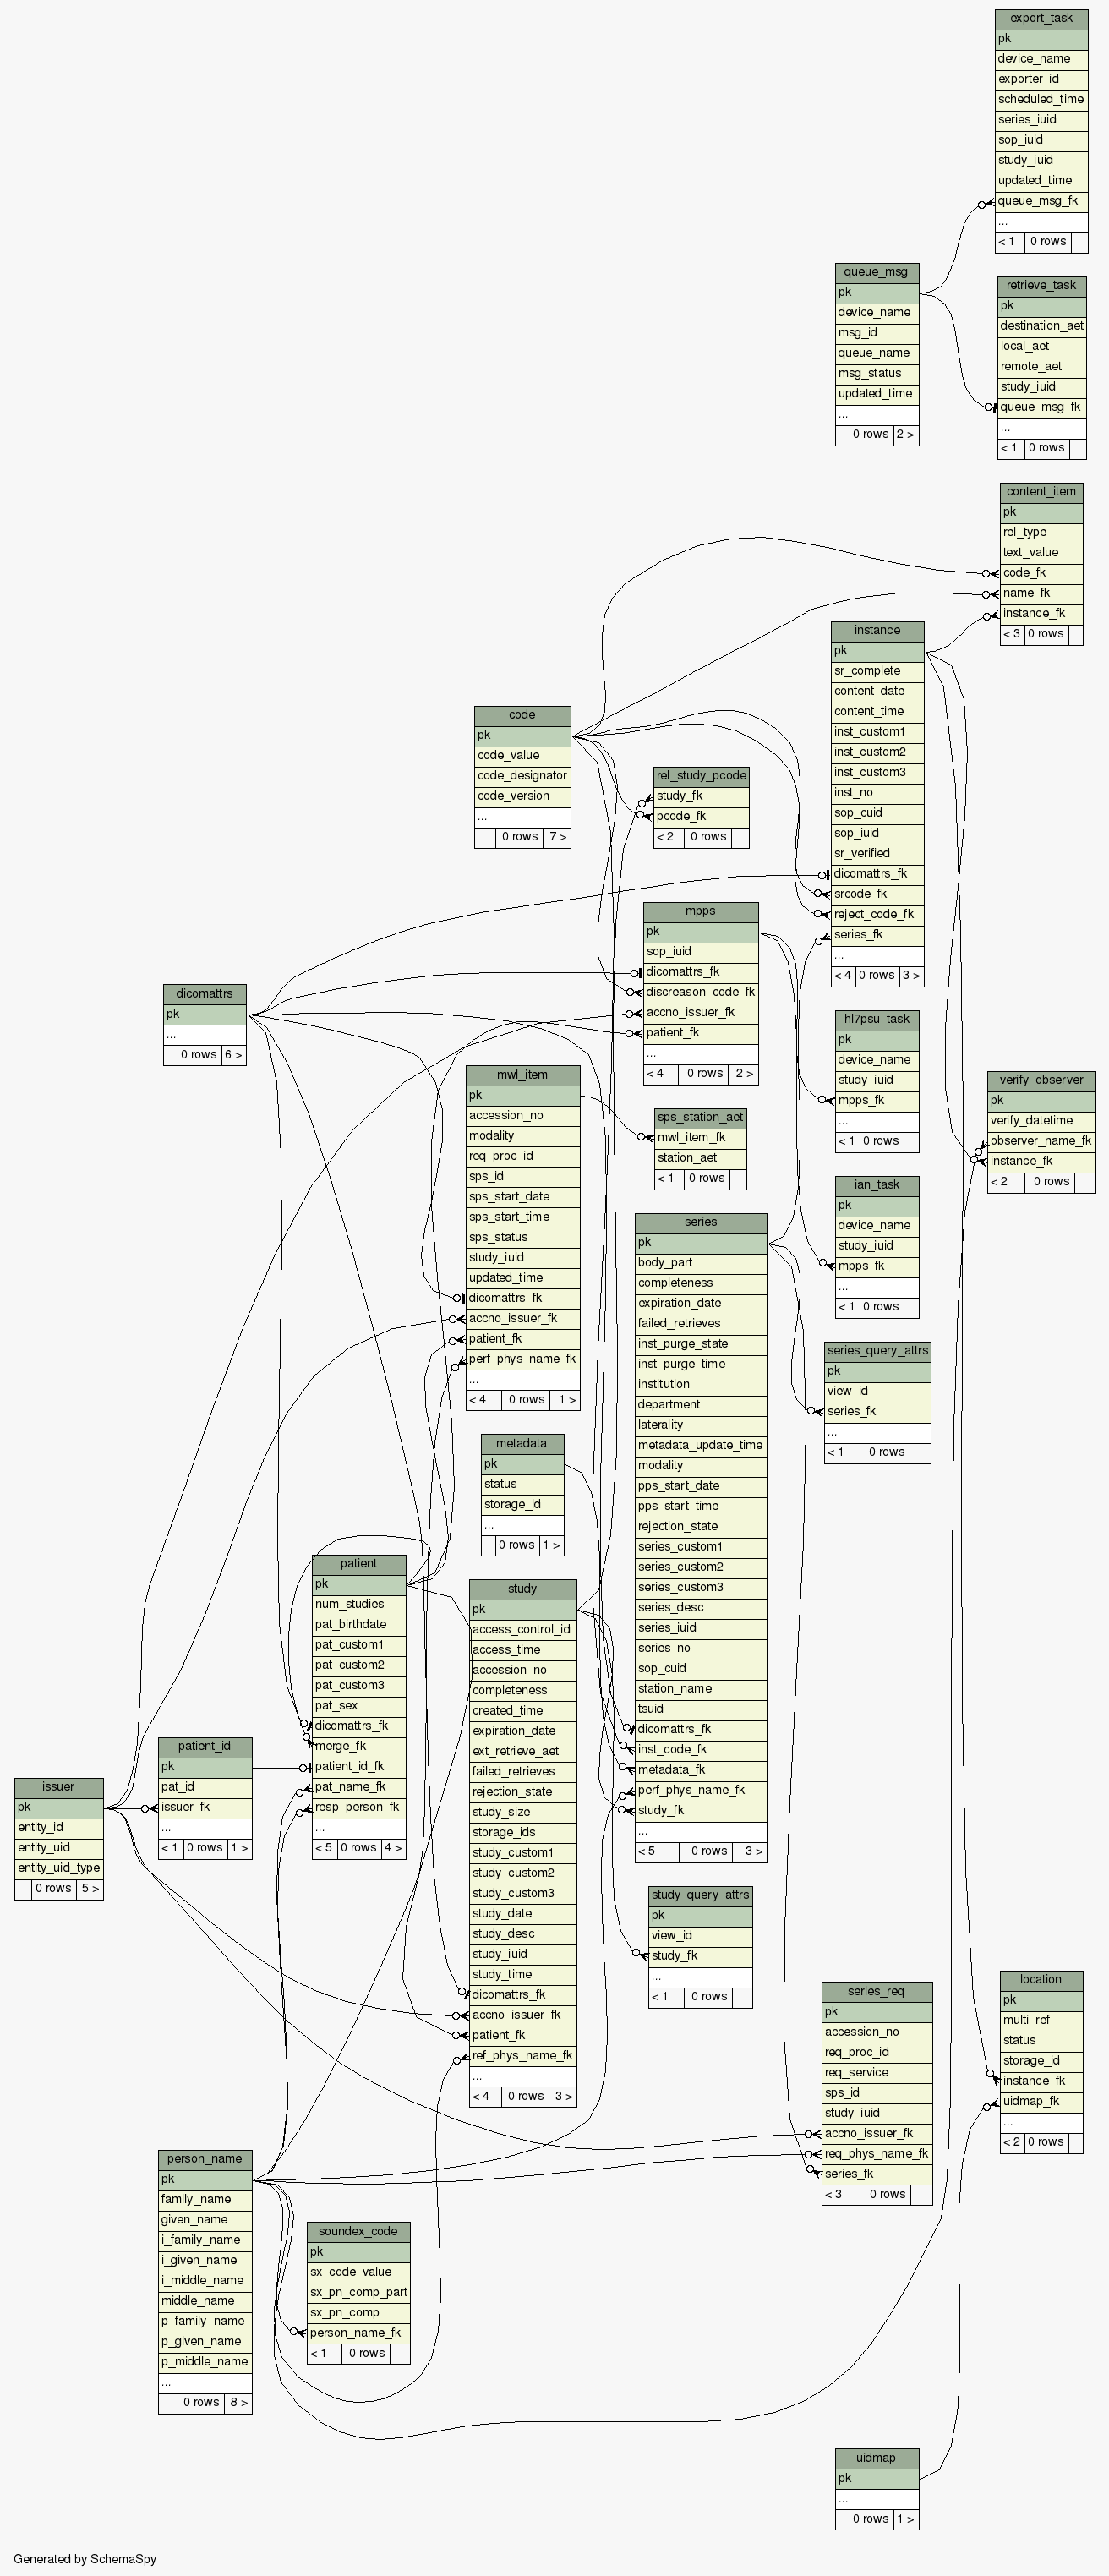 export_task
pk
device_name
exporter_id
scheduled_time
series_iuid
sop_iuid
study_iuid
updated_time
queue_msg_fk
...
< 1 0 rows
queue_msg
pk
device_name
msg_id
queue_name
msg_status
updated_time
...
0 rows 2 >
retrieve_task
pk
destination_aet
local_aet
remote_aet
study_iuid
queue_msg_fk
...
< 1 0 rows
content_item
pk
rel_type
text_value
code_fk
name_fk
instance_fk
< 3 0 rows
instance
pk
sr_complete
content_date
content_time
inst_custom1
inst_custom2
inst_custom3
inst_no
sop_cuid
sop_iuid
sr_verified
dicomattrs_fk
srcode_fk
reject_code_fk
series_fk
...
< 4 0 rows 3 >
code
pk
code_value
code_designator
code_version
...
0 rows 7 >
rel_study_pcode
study_fk
pcode_fk
< 2 0 rows
mpps
pk
sop_iuid
dicomattrs_fk
discreason_code_fk
accno_issuer_fk
patient_fk
...
< 4 0 rows 2 >
dicomattrs
pk
...
0 rows 6 >
hl7psu_task
pk
device_name
study_iuid
mpps_fk
...
< 1 0 rows
verify_observer
pk
verify_datetime
observer_name_fk
instance_fk
< 2 0 rows
mwl_item
pk
accession_no
modality
req_proc_id
sps_id
sps_start_date
sps_start_time
sps_status
study_iuid
updated_time
dicomattrs_fk
accno_issuer_fk
patient_fk
perf_phys_name_fk
...
< 4 0 rows 1 >
sps_station_aet
mwl_item_fk
station_aet
< 1 0 rows
ian_task
pk
device_name
study_iuid
mpps_fk
...
< 1 0 rows
series
pk
body_part
completeness
expiration_date
failed_retrieves
inst_purge_state
inst_purge_time
institution
department
laterality
metadata_update_time
modality
pps_start_date
pps_start_time
rejection_state
series_custom1
series_custom2
series_custom3
series_desc
series_iuid
series_no
sop_cuid
station_name
tsuid
dicomattrs_fk
inst_code_fk
metadata_fk
perf_phys_name_fk
study_fk
...
< 5 0 rows 3 >
series_query_attrs
pk
view_id
series_fk
...
< 1 0 rows
metadata
pk
status
storage_id
...
0 rows 1 >
patient
pk
num_studies
pat_birthdate
pat_custom1
pat_custom2
pat_custom3
pat_sex
dicomattrs_fk
merge_fk
patient_id_fk
pat_name_fk
resp_person_fk
...
< 5 0 rows 4 >
study
pk
access_control_id
access_time
accession_no
completeness
created_time
expiration_date
ext_retrieve_aet
failed_retrieves
rejection_state
study_size
storage_ids
study_custom1
study_custom2
study_custom3
study_date
study_desc
study_iuid
study_time
dicomattrs_fk
accno_issuer_fk
patient_fk
ref_phys_name_fk
...
< 4 0 rows 3 >
patient_id
pk
pat_id
issuer_fk
...
< 1 0 rows 1 >
issuer
pk
entity_id
entity_uid
entity_uid_type
0 rows 5 >
study_query_attrs
pk
view_id
study_fk
...
< 1 0 rows
series_req
pk
accession_no
req_proc_id
req_service
sps_id
study_iuid
accno_issuer_fk
req_phys_name_fk
series_fk
< 3 0 rows
location
pk
multi_ref
status
storage_id
instance_fk
uidmap_fk
...
< 2 0 rows
person_name
pk
family_name
given_name
i_family_name
i_given_name
i_middle_name
middle_name
p_family_name
p_given_name
p_middle_name
...
0 rows 8 >
soundex_code
pk
sx_code_value
sx_pn_comp_part
sx_pn_comp
person_name_fk
< 1 0 rows
uidmap
pk
...
0 rows 1 >
Generated by SchemaSpy